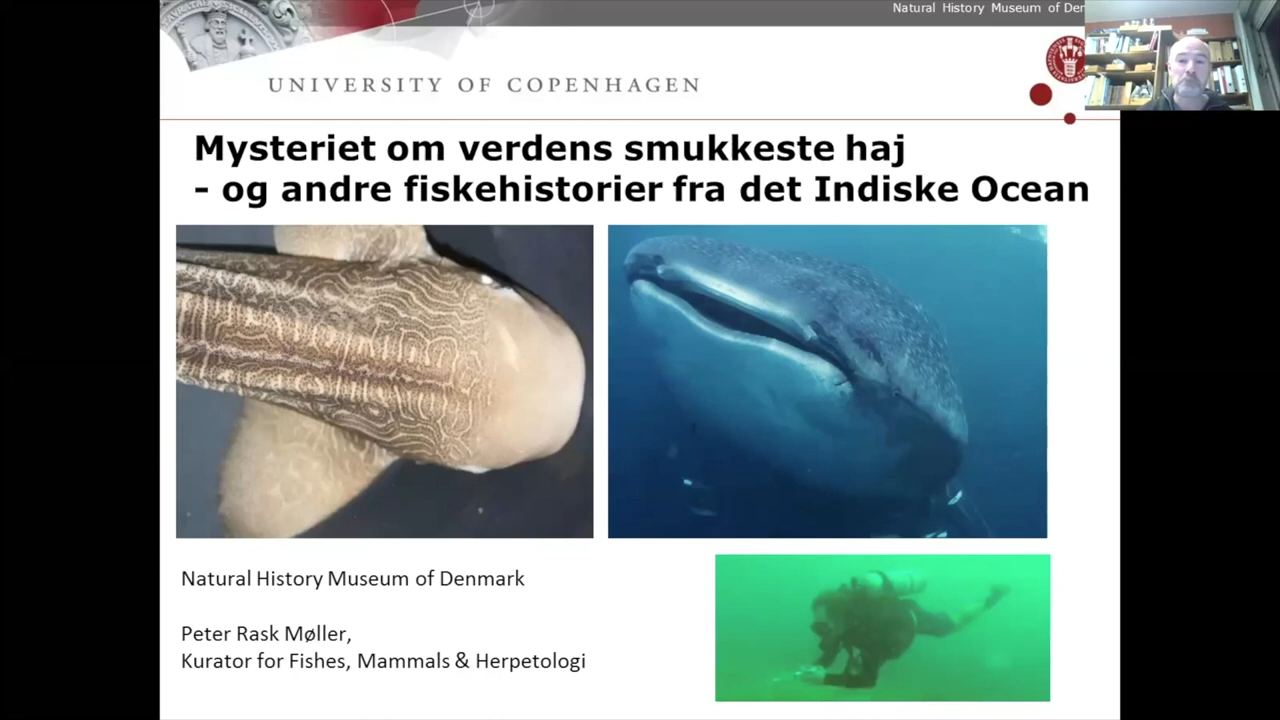 Natural History Museum of Den
UNIVERSITY OF COPENHAGEN
Mysteriet om verdens smukkeste haj
- og andre fiskehistorier fra det Indiske Ocean
Natural History Museum of Denmark
Peter Rask Møller,
Kurator for Fishes, Mammals & Herpetologi